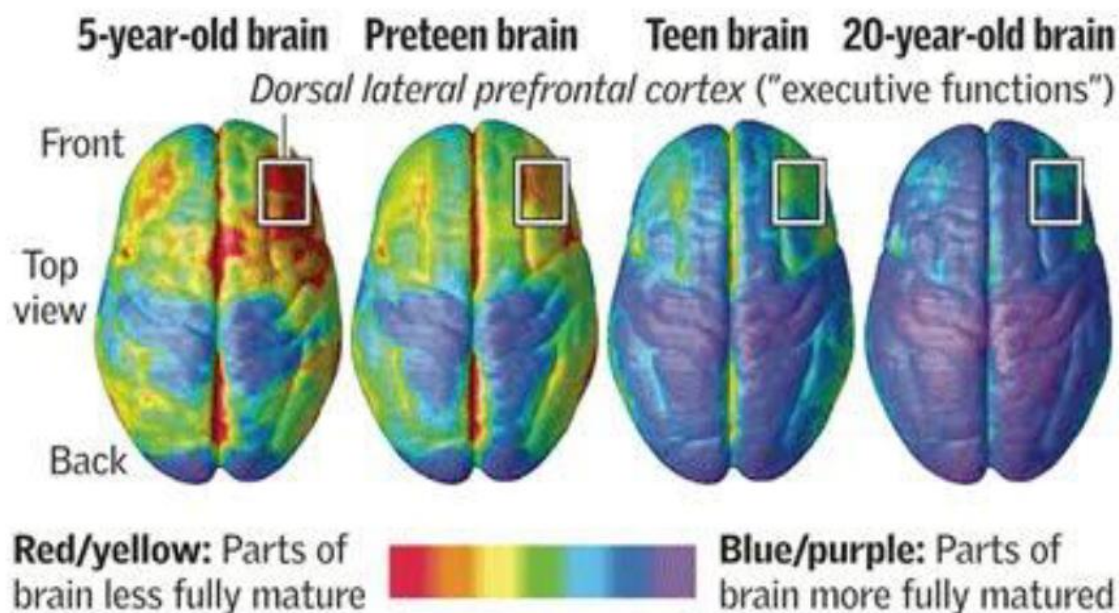 5-year-old brain Preteen brain Teen brain 20-year-old brain
Dorsal lateral prefrontal cortex ("executive functions")
Front
Top
view
Back
Red/yellow: Parts of
brain less fully mature
Blue/purple: Parts of
brain more fully matured